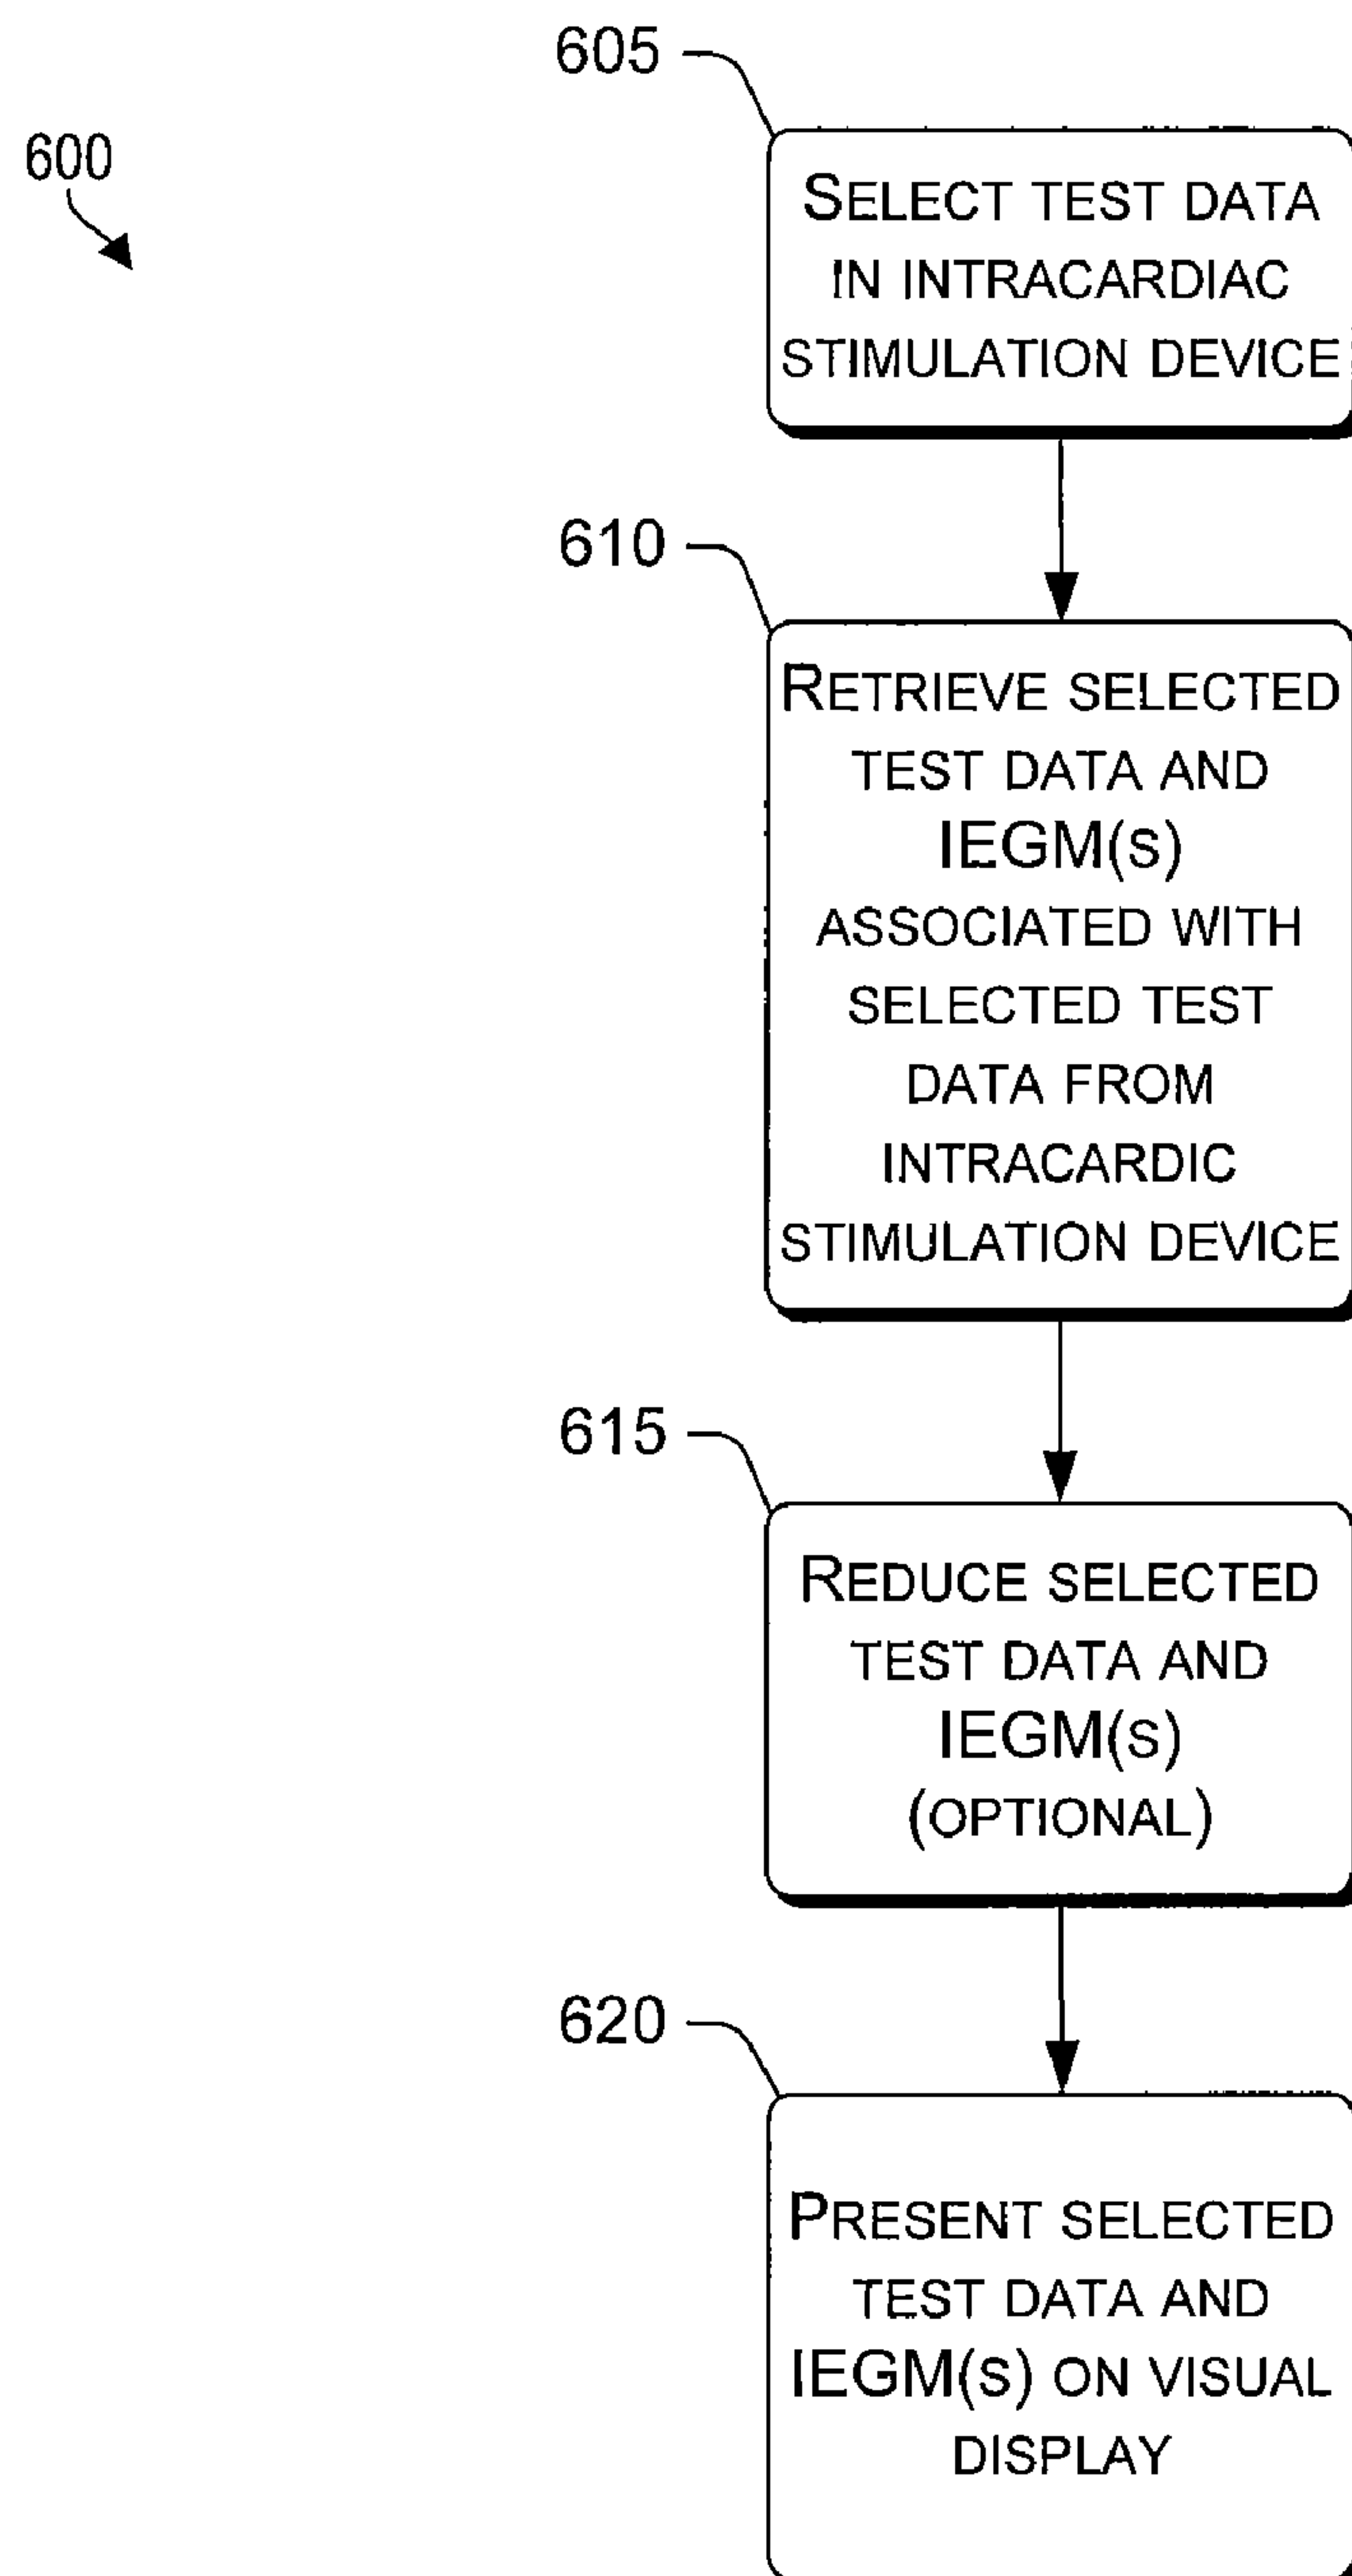 605
600
SELECT TEST DATA
IN INTRACARDIAC
STIMULATION DEVICE
610
RETRIEVE SELECTED
TEST DATA AND
IEGM(S)
ASSOCIATED WITH
SELECTED TEST
DATA FROM
INTRACARDIC
STIMULATION DEVICE
615
REDUCE SELECTED
TEST DATA AND
IEGM(S)
(OPTIONAL)
620
PRESENT SELECTED
TEST DATA AND
IEGM(S) ON VISUAL
DISPLAY